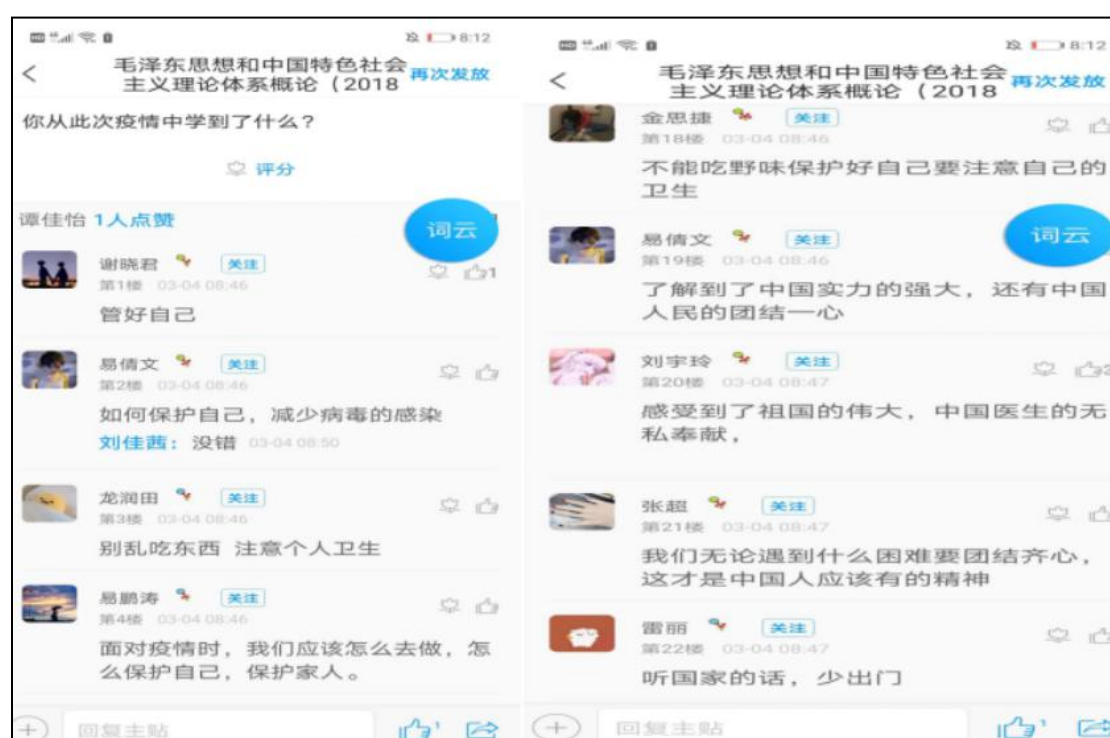 8:12
毛泽东思想和中国特色社会
主义理论体系概论（2018
再次发放
你从此次疫情中学到了什么？
评分
谭佳怡 1人点赞
词云
谢晓君 关注
第1楼 03-04 08:46
1
管好自己
易倩文 关注
第2楼 03-04 08:46
如何保护自己，减少病毒的感染
刘佳茜：没错 03-04 08:50
龙润田 关注
第3楼 03-04 08:46
别乱吃东西 注意个人卫生
易鹏涛 关注
第4楼 03-04 08:46
面对疫情时，我们应该怎么去做，怎
么保护自己，保护家人。
回复主贴
1
8:12
毛泽东思想和中国特色社会
主义理论体系概论（2018
再次发放
金思捷 关注
第18楼 03-04 08:46
不能吃野味保护好自己要注意自己的
卫生
词云
易倩文 关注
第19楼 03-04 08:46
了解到了中国实力的强大，还有中国
人民的团结一心
刘宇玲 关注
第20楼 03-04 08:47
2
感受到了祖国的伟大，中国医生的无
私奉献，
张超 关注
第21楼 03-04 08:47
我们无论遇到什么困难要团结齐心，
这才是中国人应该有的精神
雷丽 关注
第22楼 03-04 08:47
听国家的话，少出门
回复主贴
1